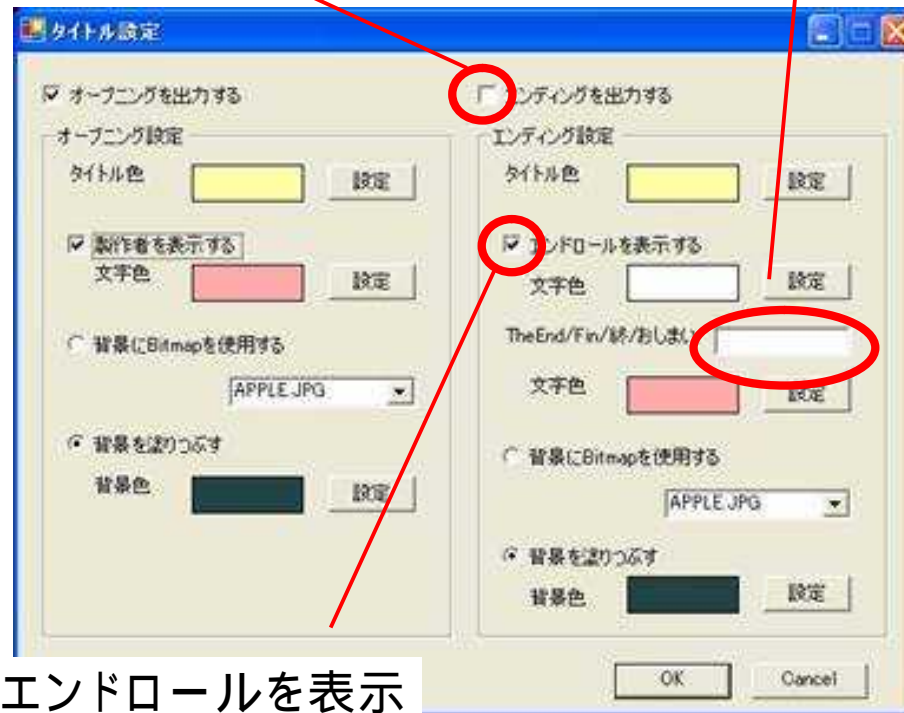 タイトル設定
オープニングを出力する
エンディングを出力する
オープニング設定
エンディング設定
タイトル色
設定
タイトル色
設定
製作者を表示する
エンドロールを表示する
文字色
設定
文字色
設定
TheEnd/Fin/終/おしまい
背景にBitmapを使用する
文字色
設定
APPLE.JPG
背景を塗りつぶす
背景にBitmapを使用する
背景色
設定
APPLE.JPG
背景を塗りつぶす
背景色
設定
エンドロールを表示
OK
Cancel